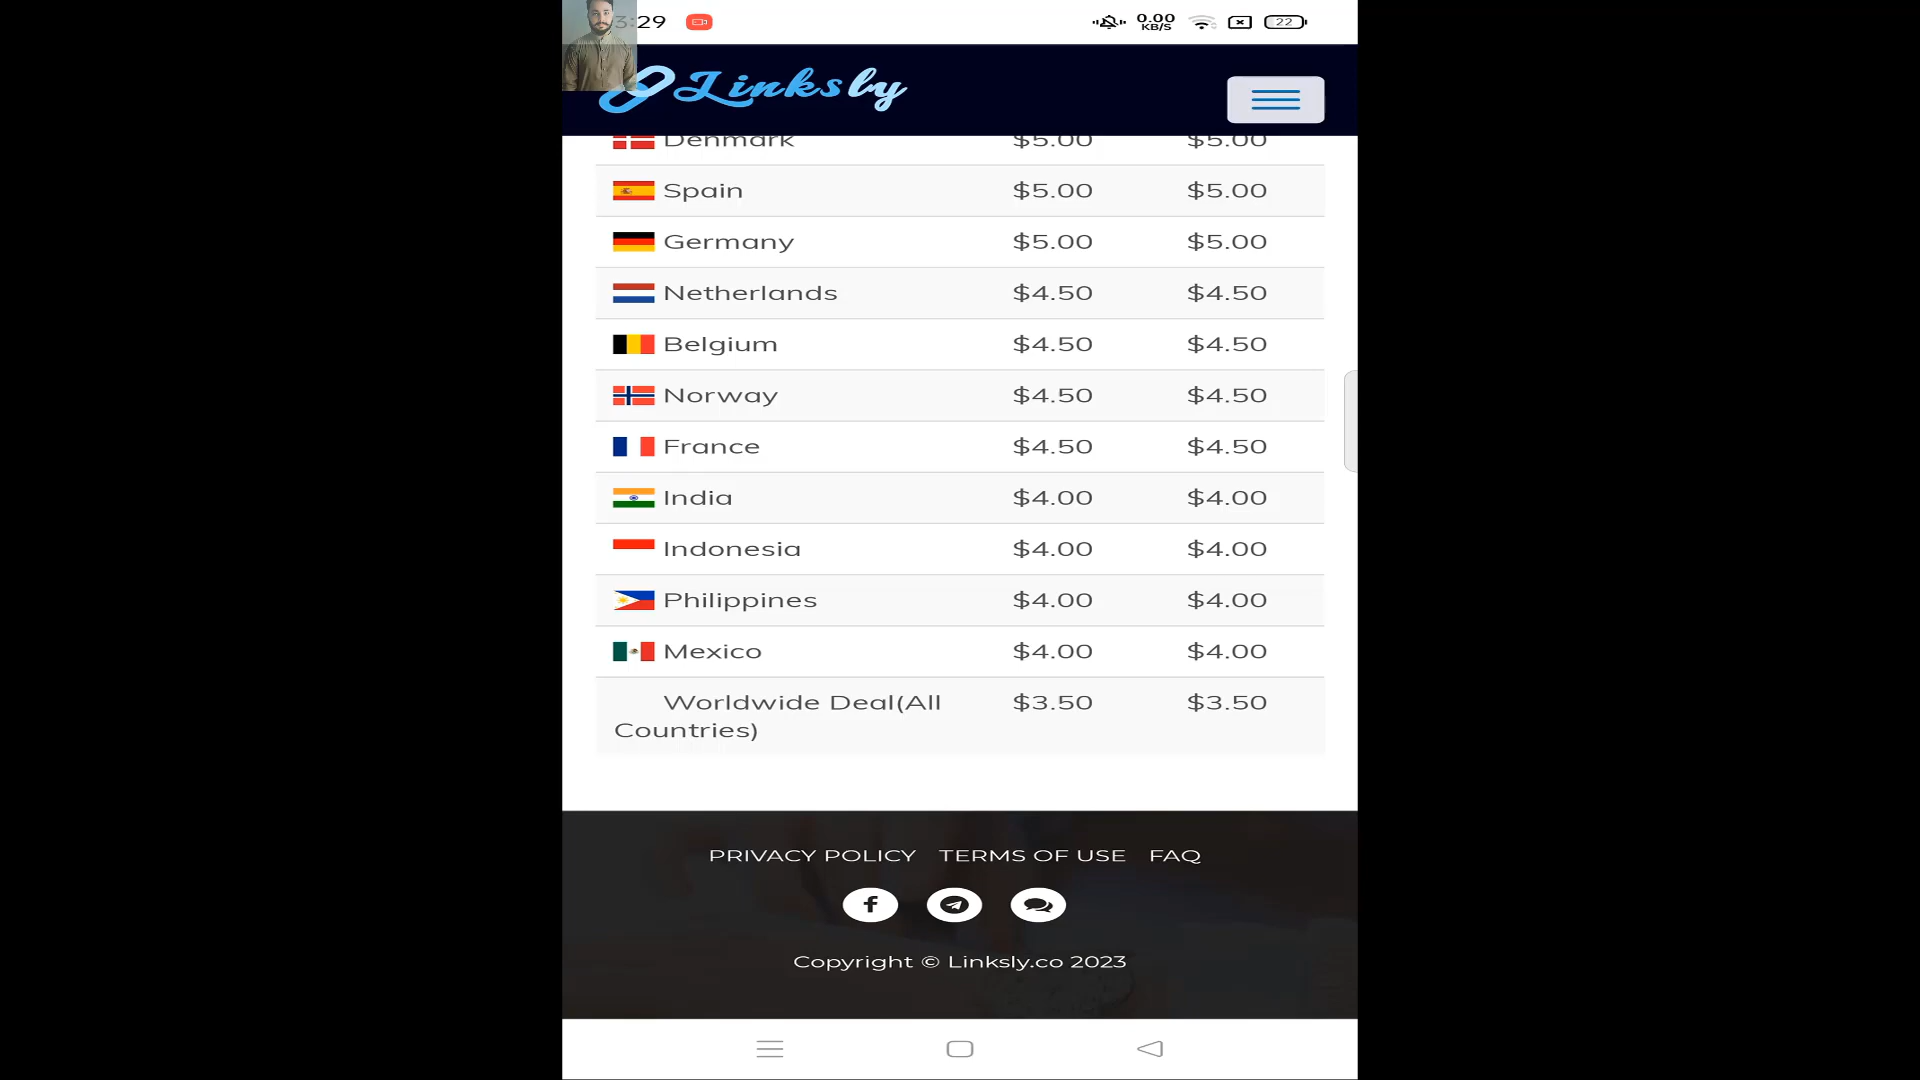 3:29 0.00 KB/S 22
Linksly
Denmark $5.00 $5.00
Spain $5.00 $5.00
Germany $5.00 $5.00
Netherlands $4.50 $4.50
Belgium $4.50 $4.50
Norway $4.50 $4.50
France $4.50 $4.50
India $4.00 $4.00
Indonesia $4.00 $4.00
Philippines $4.00 $4.00
Mexico $4.00 $4.00
Worldwide Deal(All $3.50 $3.50
Countries)
PRIVACY POLICY TERMS OF USE FAQ
Copyright © Linksly.co 2023